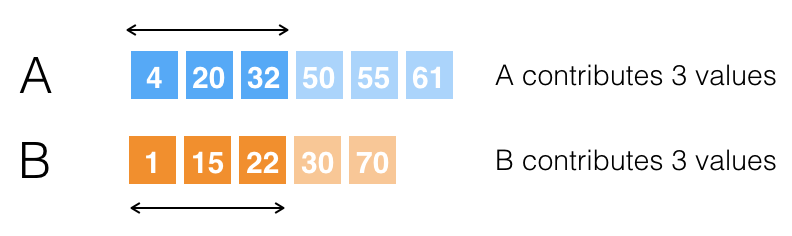 A 4 20 32 50 55 61 A contributes 3 values
B 1 15 22 30 70 B contributes 3 values